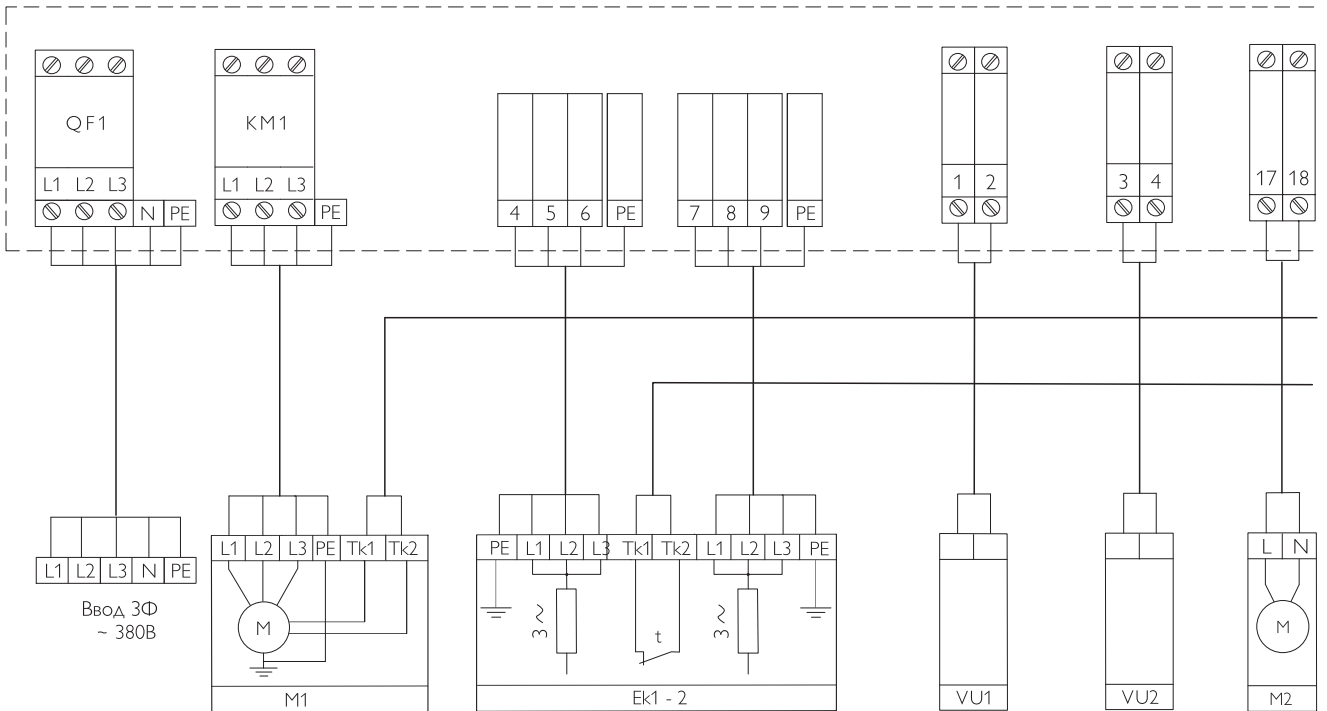 QF1
KM1
L1 L2 L3
L1 L2 L3
1 2
3 4
17 18
N PE
PE
4 5 6 PE
7 8 9 PE
L1 L2 L3 PE Tk1 Tk2
PE L1 L2 L3 Tk1 Tk2 L1 L2 L3 PE
L N
L1 L2 L3 N PE
Ввод 3Ф
~ 380В
M
3 ~
t
3 ~
M
M1
Ek1 - 2
VU1
VU2
M2